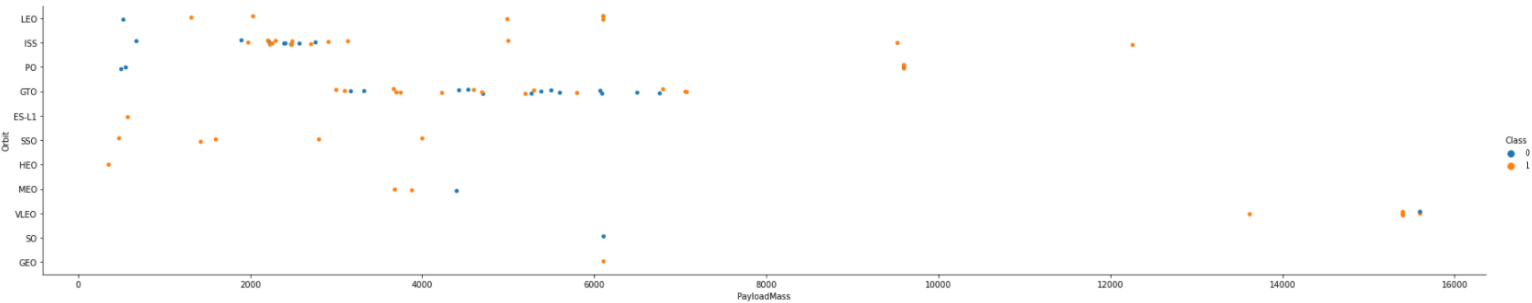 LEO
ISS
PO
GTO
ES-L1
SSO
HEO
MEO
VLEO
SO
GEO
Orbit
0 2000 4000 6000 8000 10000 12000 14000 16000
PayloadMass
Class
0
1